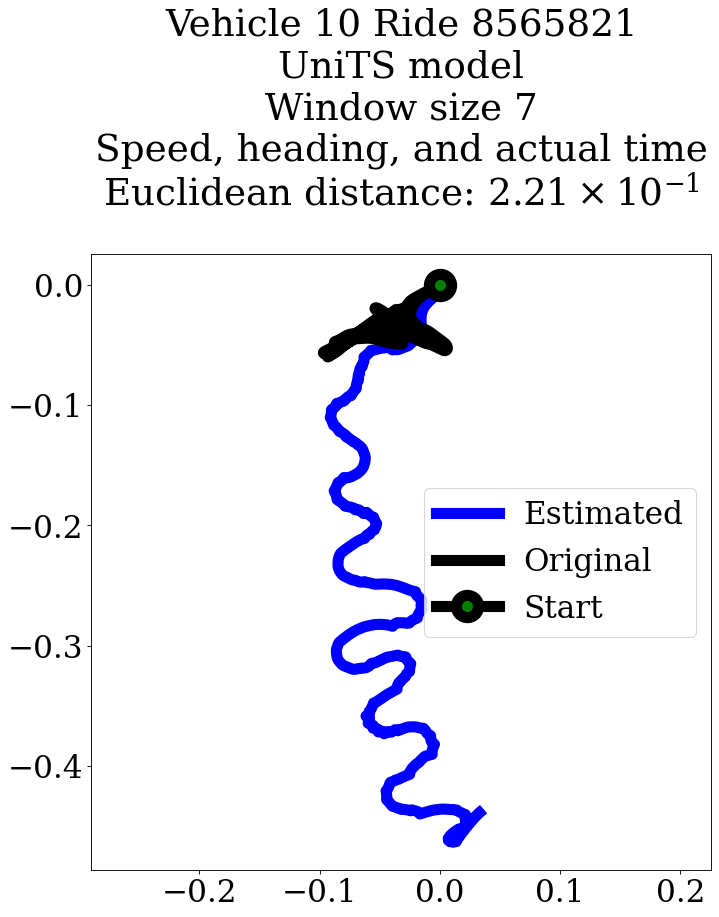 Vehicle 10 Ride 8565821
UniTS model
Window size 7
Speed, heading, and actual time
Euclidean distance: $2.21 \times 10^{-1}$
0.0
−0.1
−0.2
−0.3
−0.4
Estimated
Original
Start
−0.2 −0.1 0.0 0.1 0.2